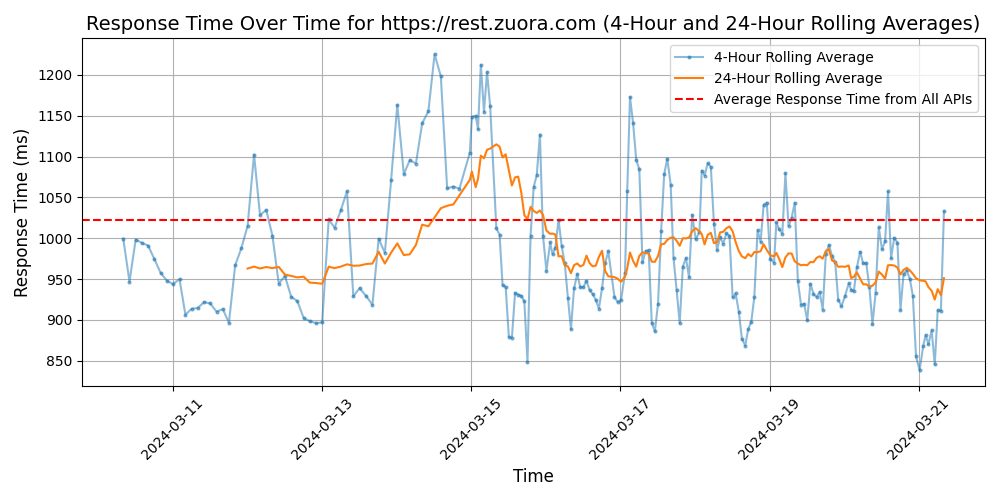 Response Time Over Time for https://rest.zuora.com (4-Hour and 24-Hour Rolling Averages)
4-Hour Rolling Average
24-Hour Rolling Average
Average Response Time from All APIs
Response Time (ms)
1200
1150
1100
1050
1000
950
900
850
2024-03-11
2024-03-13
2024-03-15
2024-03-17
2024-03-19
2024-03-21
Time